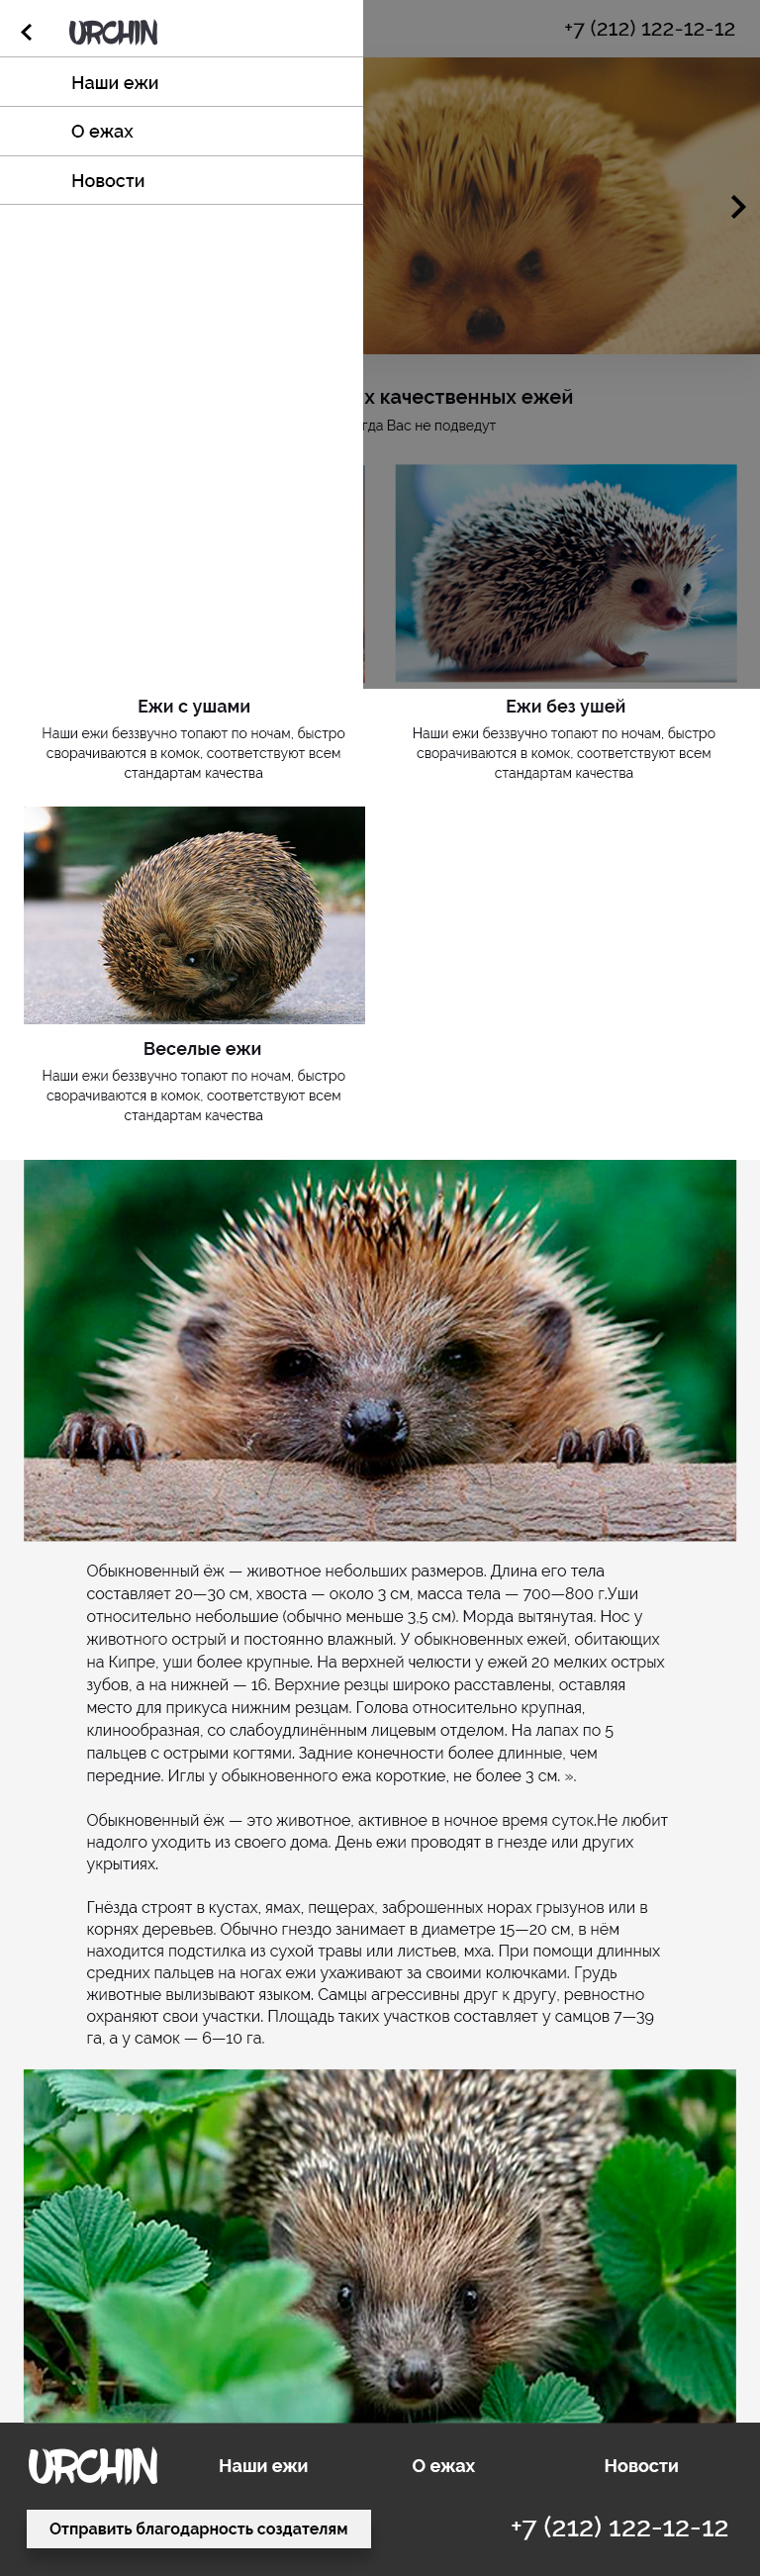 URCHIN
+7 (212) 122-12-12
Наши ежи
О ежах
Новости
х качественных ежей
гда Вас не подведут
Ежи с ушами
Наши ежи беззвучно топают по ночам, быстро
сворачиваются в комок, соответствуют всем
стандартам качества
Ежи без ушей
Наши ежи беззвучно топают по ночам, быстро
сворачиваются в комок, соответствуют всем
стандартам качества
Веселые ежи
Наши ежи беззвучно топают по ночам, быстро
сворачиваются в комок, соответствуют всем
стандартам качества
Обыкновенный ёж — животное небольших размеров. Длина его тела
составляет 20—30 см, хвоста — около 3 см, масса тела — 700—800 г.Уши
относительно небольшие (обычно меньше 3,5 см). Морда вытянутая. Нос у
животного острый и постоянно влажный. У обыкновенных ежей, обитающих
на Кипре, уши более крупные. На верхней челюсти у ежей 20 мелких острых
зубов, а на нижней — 16. Верхние резцы широко расставлены, оставляя
место для прикуса нижним резцам. Голова относительно крупная,
клинообразная, со слабоудлинённым лицевым отделом. На лапах по 5
пальцев с острыми когтями. Задние конечности более длинные, чем
передние. Иглы у обыкновенного ежа короткие, не более 3 см. ».
Обыкновенный ёж — это животное, активное в ночное время суток.Не любит
надолго уходить из своего дома. День ежи проводят в гнезде или других
укрытиях.
Гнёзда строят в кустах, ямах, пещерах, заброшенных норах грызунов или в
корнях деревьев. Обычно гнездо занимает в диаметре 15—20 см, в нём
находится подстилка из сухой травы или листьев, мха. При помощи длинных
средних пальцев на ногах ежи ухаживают за своими колючками. Грудь
животные вылизывают языком. Самцы агрессивны друг к другу, ревностно
охраняют свои участки. Площадь таких участков составляет у самцов 7—39
га, а у самок — 6—10 га.
URCHIN
Наши ежи
О ежах
Новости
Отправить благодарность создателям
+7 (212) 122-12-12